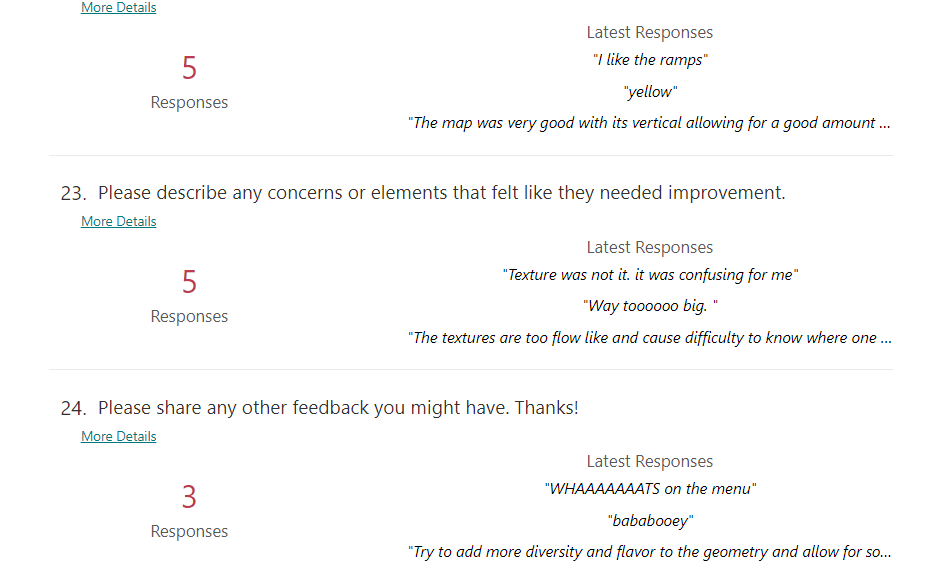 More Details
Latest Responses
5
"I like the ramps"
Responses
"yellow"
"The map was very good with its vertical allowing for a good amount ...
23. Please describe any concerns or elements that felt like they needed improvement.
More Details
Latest Responses
5
"Texture was not it. it was confusing for me"
Responses
"Way toooooo big. "
"The textures are too flow like and cause difficulty to know where one ...
24. Please share any other feedback you might have. Thanks!
More Details
Latest Responses
3
"WHAAAAAAATS on the menu"
Responses
"bababooey"
"Try to add more diversity and flavor to the geometry and allow for so...